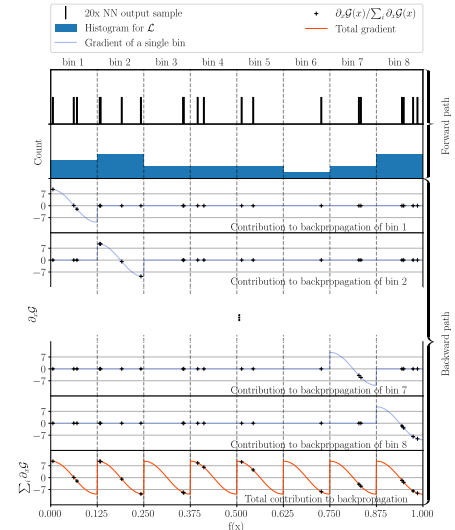 20x NN output sample
Histogram for ℒ
Gradient of a single bin
∂ₓ𝒢(x)/∑ᵢ ∂ₓ𝒢(x)
Total gradient
bin 1 bin 2 bin 3 bin 4 bin 5 bin 6 bin 7 bin 8
Forward path
Count
7
0
−7
Contribution to backpropagation of bin 1
7
0
−7
Contribution to backpropagation of bin 2
∂ₓ𝒢
Backward path
7
0
−7
Contribution to backpropagation of bin 7
7
0
−7
Contribution to backpropagation of bin 8
∑ᵢ ∂ₓ𝒢
7
0
−7
Total contribution to backpropagation
0.000 0.125 0.250 0.375 0.500 0.625 0.750 0.875 1.000
f(x)